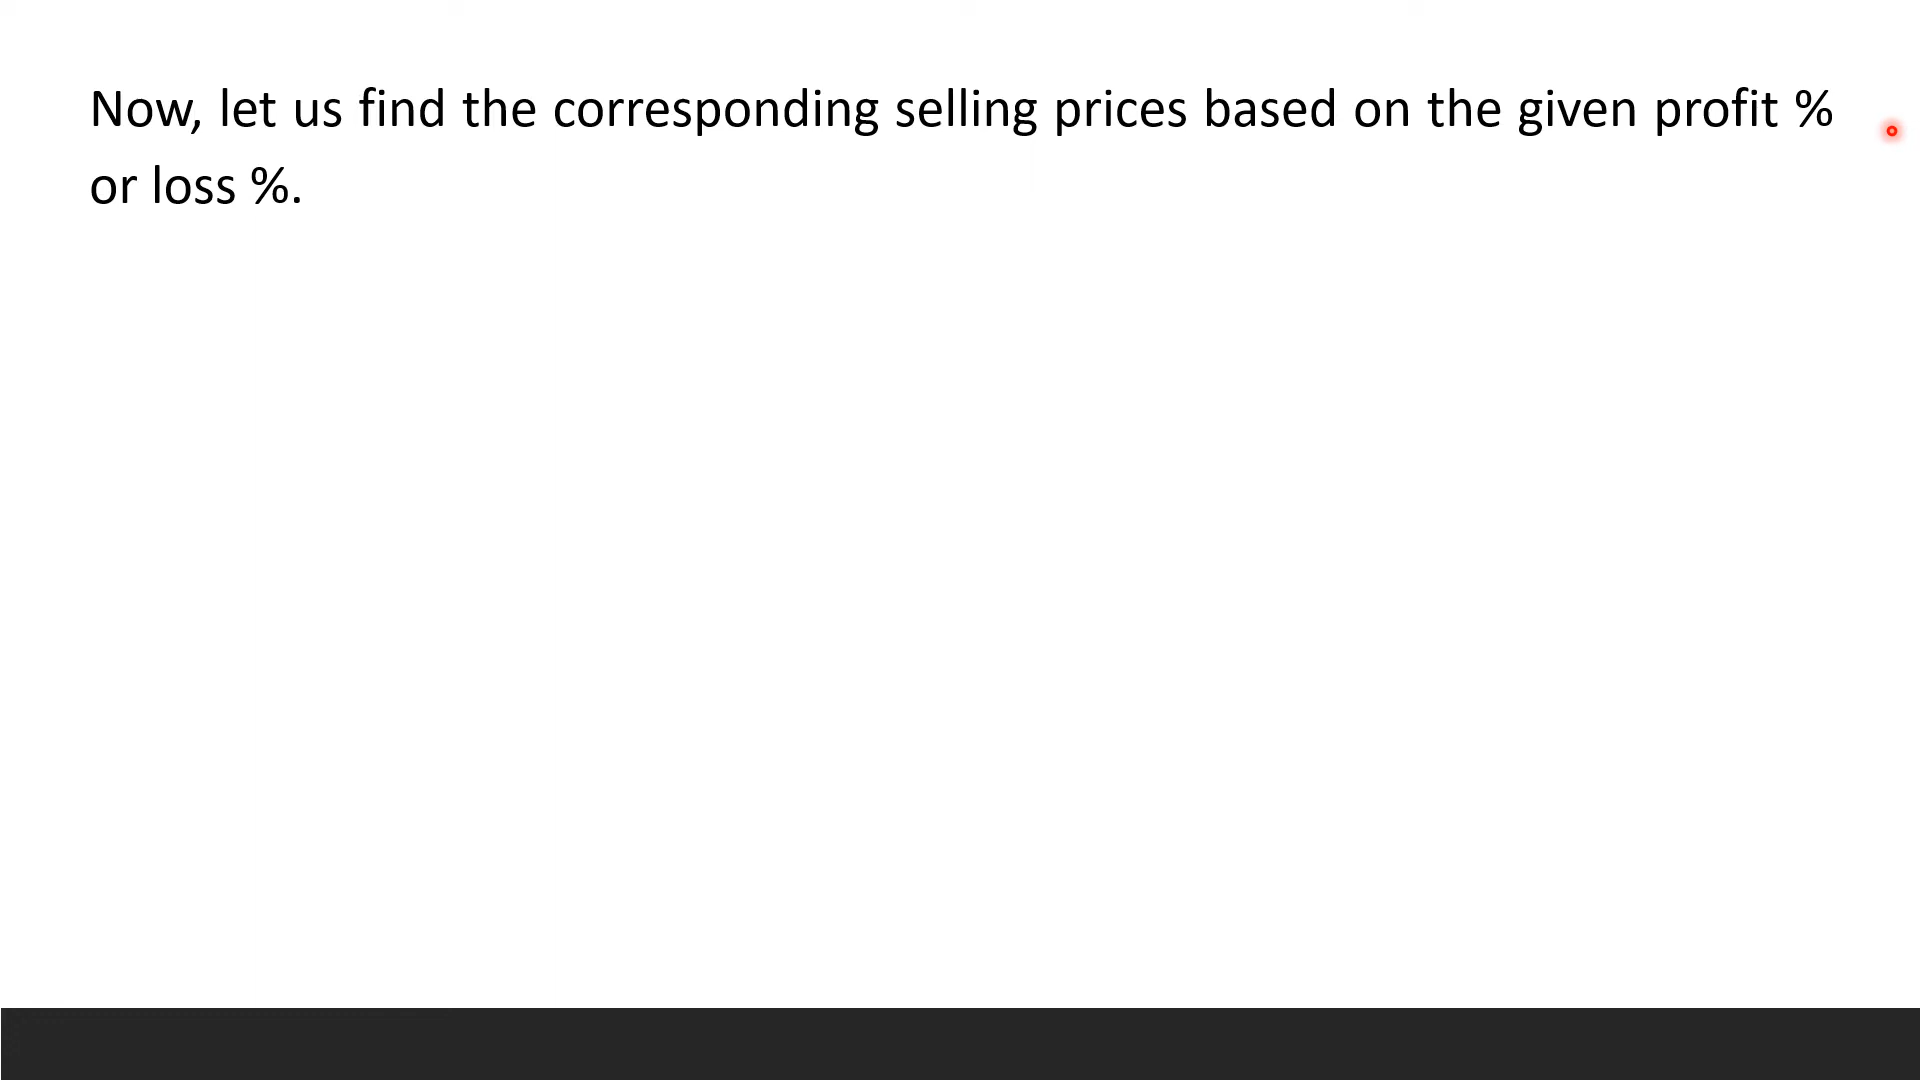 Now, let us find the corresponding selling prices based on the given profit %
or loss %.